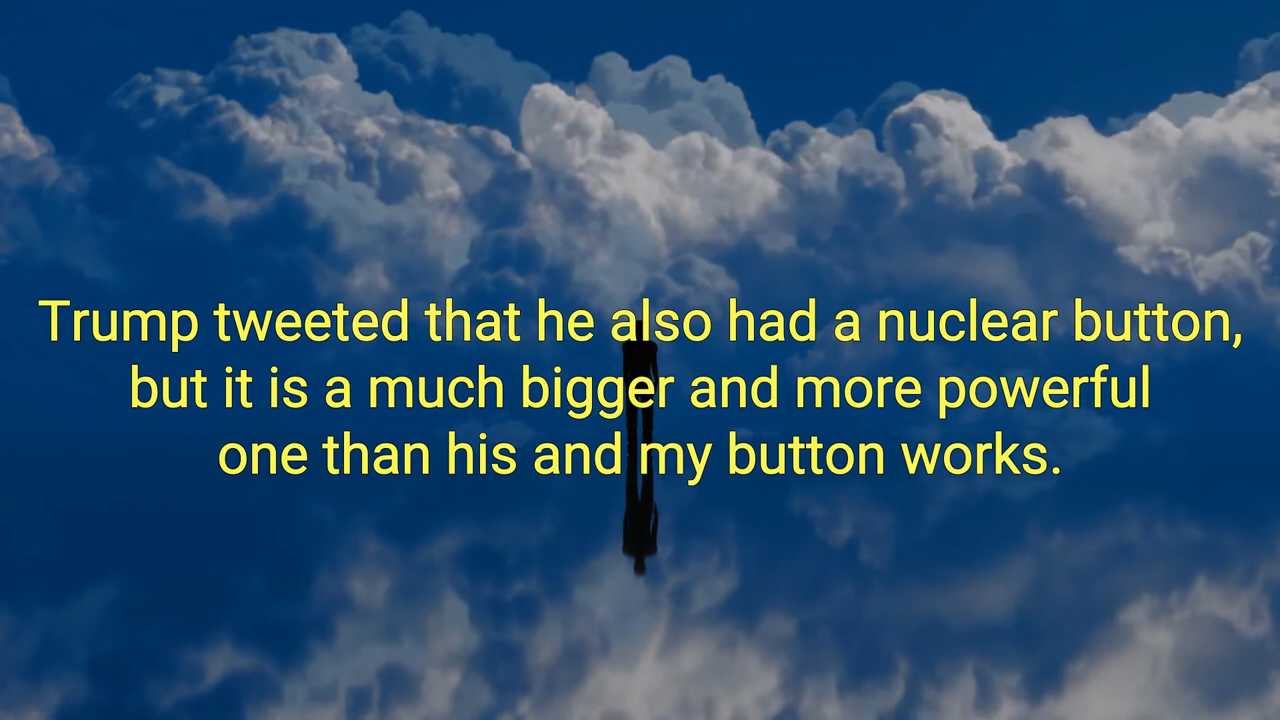 Trump tweeted that he also had a nuclear button,
but it is a much bigger and more powerful
one than his and my button works.